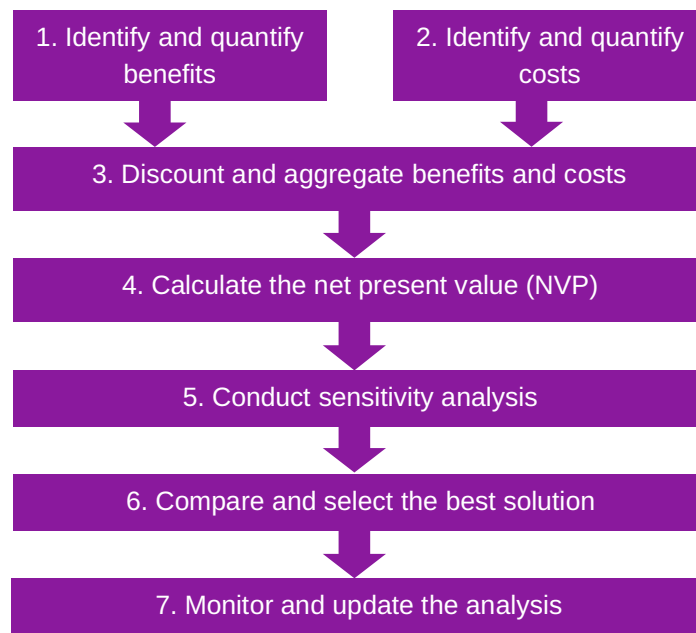 1. Identify and quantify
benefits
2. Identify and quantify
costs
3. Discount and aggregate benefits and costs
4. Calculate the net present value (NVP)
5. Conduct sensitivity analysis
6. Compare and select the best solution
7. Monitor and update the analysis